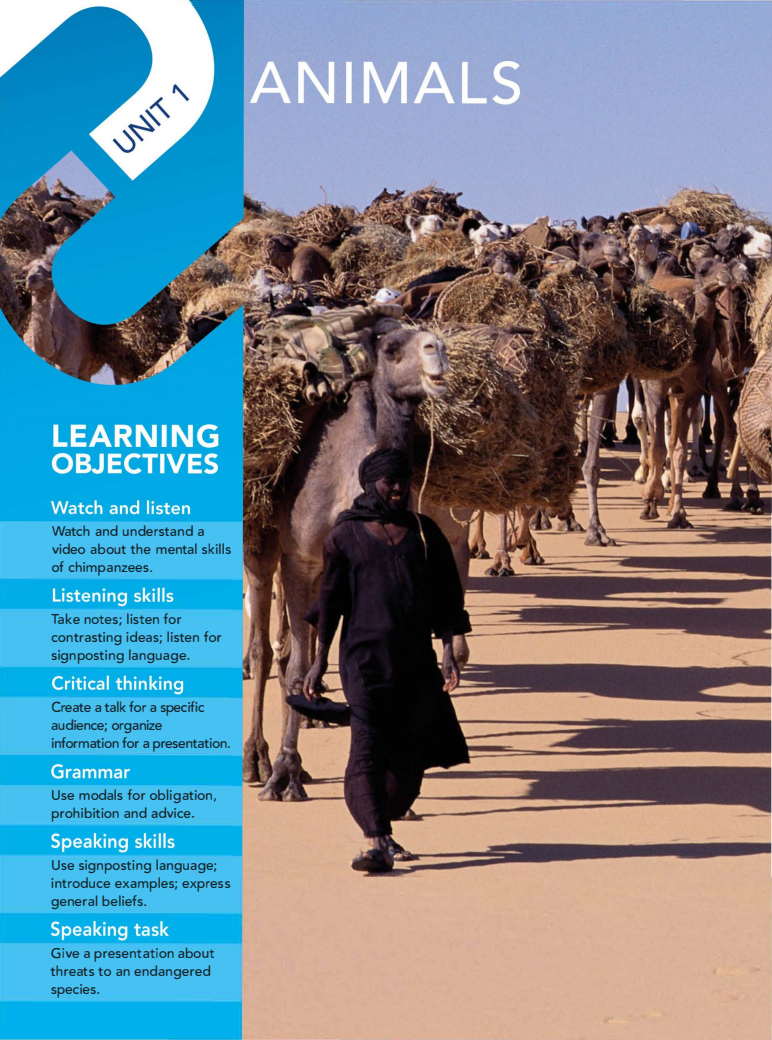 UNIT 1
ANIMALS
LEARNING
OBJECTIVES
Watch and listen
Watch and understand a
video about the mental skills
of chimpanzees.
Listening skills
Take notes; listen for
contrasting ideas; listen for
signposting language.
Critical thinking
Create a talk for a specific
audience; organize
information for a presentation.
Grammar
Use modals for obligation,
prohibition and advice.
Speaking skills
Use signposting language;
introduce examples; express
general beliefs.
Speaking task
Give a presentation about
threats to an endangered
species.